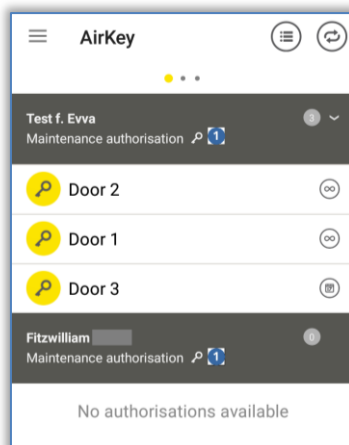 AirKey
Test f. Evva
3
Maintenance authorisation 1
Door 2
Door 1
Door 3
Fitzwilliam
0
Maintenance authorisation 1
No authorisations available